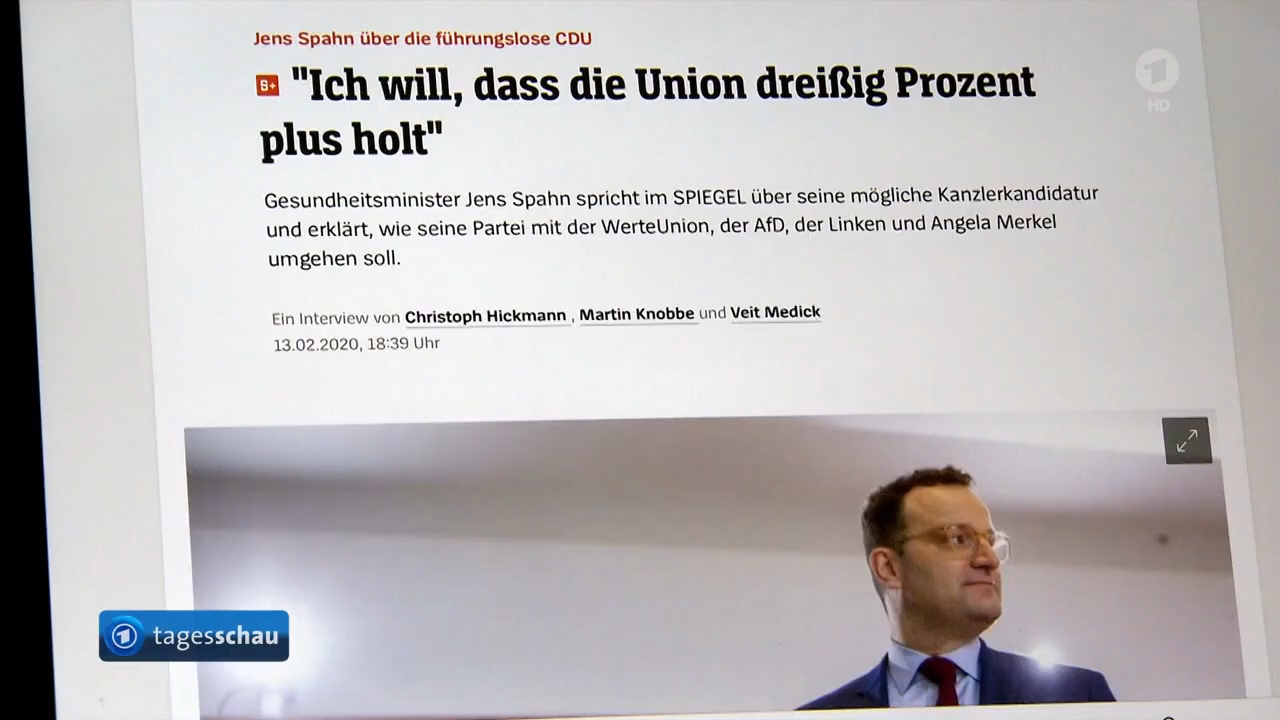 Jens Spahn über die führungslose CDU
S+ "Ich will, dass die Union dreißig Prozent
plus holt"
1
HD
Gesundheitsminister Jens Spahn spricht im SPIEGEL über seine mögliche Kanzlerkandidatur
und erklärt, wie seine Partei mit der WerteUnion, der AfD, der Linken und Angela Merkel
umgehen soll.
Ein Interview von Christoph Hickmann , Martin Knobbe und Veit Medick
13.02.2020, 18:39 Uhr
1 tagesschau